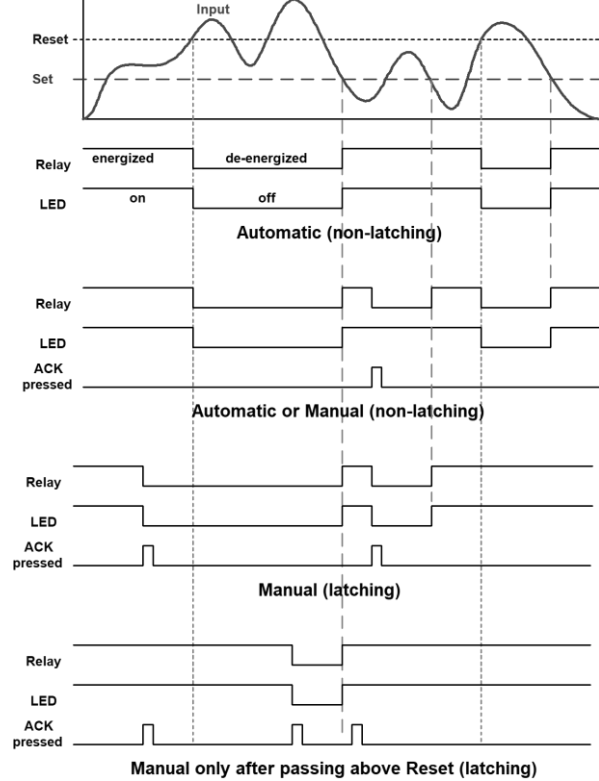 Input
Reset
Set
energized de-energized
Relay
on off
LED
Automatic (non-latching)
Relay
LED
ACK
pressed
Automatic or Manual (non-latching)
Relay
LED
ACK
pressed
Manual (latching)
Relay
LED
ACK
pressed
Manual only after passing above Reset (latching)